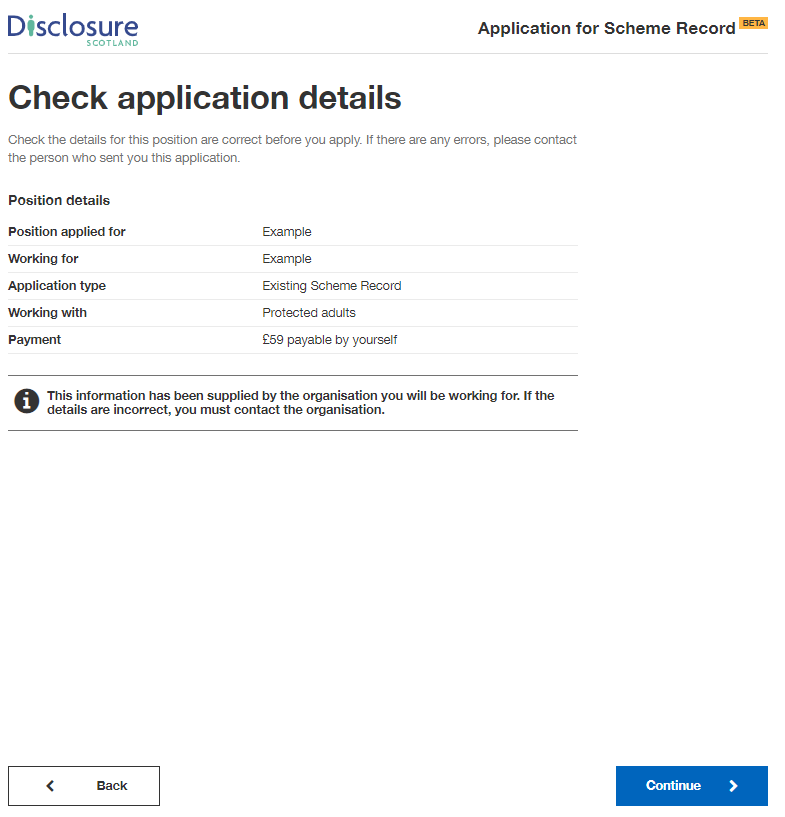 Disclosure
SCOTLAND
Application for Scheme Record BETA
Check application details
Check the details for this position are correct before you apply. If there are any errors, please contact
the person who sent you this application.
Position details
Position applied for Example
Working for Example
Application type Existing Scheme Record
Working with Protected adults
Payment £59 payable by yourself
This information has been supplied by the organisation you will be working for. If the
details are incorrect, you must contact the organisation.
Back
Continue